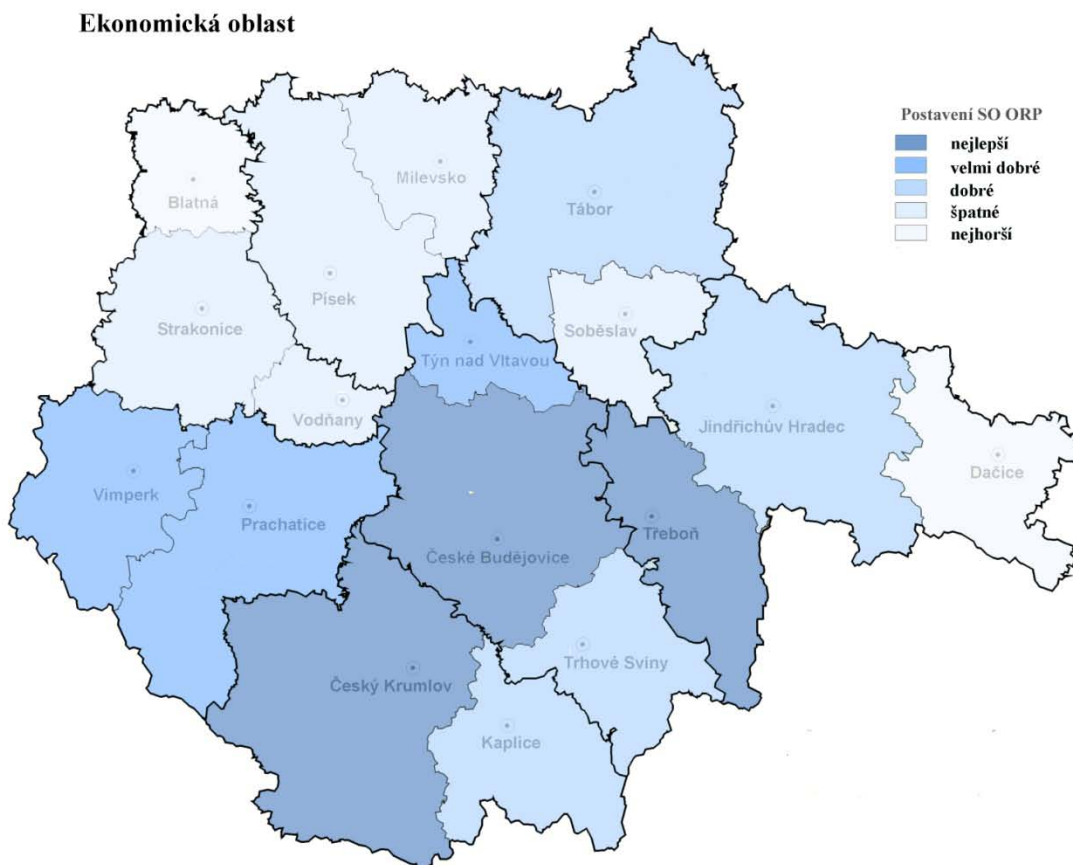 Ekonomická oblast
Postavení SO ORP
nejlepší
velmi dobré
dobré
špatné
nejhorší
Milevsko
Blatná
Tábor
Písek
Strakonice
Soběslav
Týn nad Vltavou
Vodňany
Jindřichův Hradec
Dačice
Vimperk
Prachatice
Třeboň
České Budějovice
Trhové Sviny
Český Krumlov
Kaplice